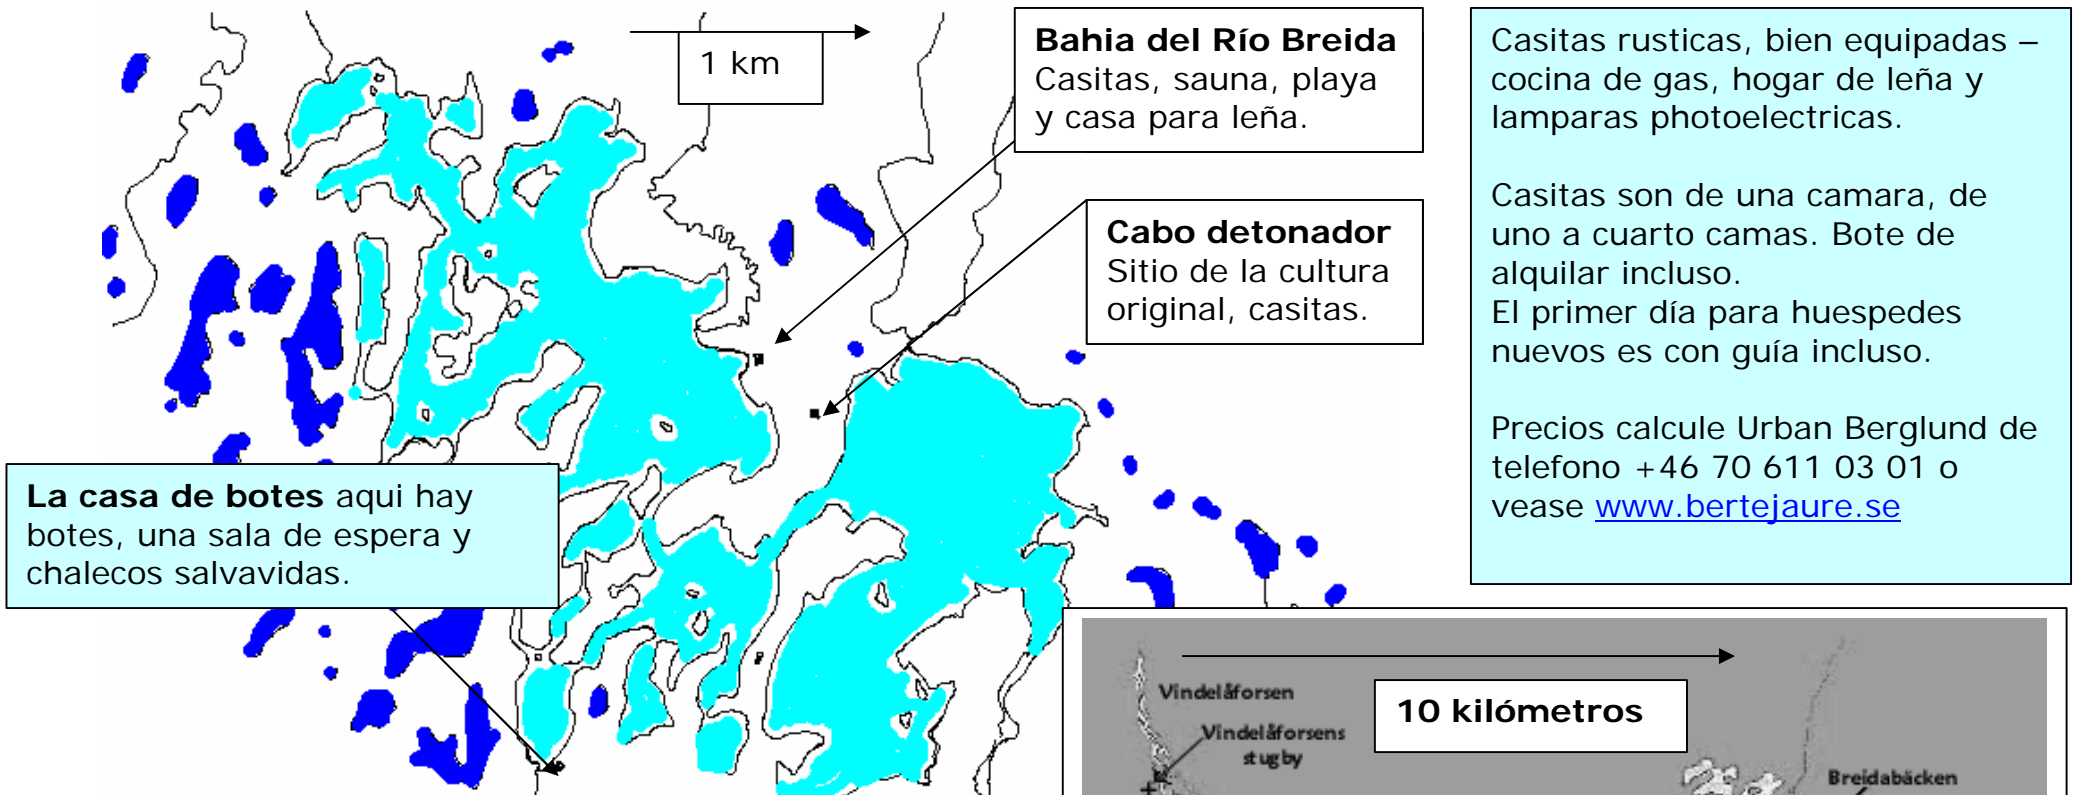 1 km
Bahia del Río Breida
Casitas, sauna, playa
y casa para leña.
Cabo detonador
Sitio de la cultura
original, casitas.
Casitas rusticas, bien equipadas –
cocina de gas, hogar de leña y
lamparas photoelectricas.
Casitas son de una camara, de
uno a cuarto camas. Bote de
alquilar incluso.
El primer día para huespedes
nuevos es con guía incluso.
Precios calcule Urban Berglund de
telefono +46 70 611 03 01 o
vease www.bertejaure.se
La casa de botes aqui hay
botes, una sala de espera y
chalecos salvavidas.
10 kilómetros
Vindelåforsen
Vindelåforsens
stugby
Breidabäcken